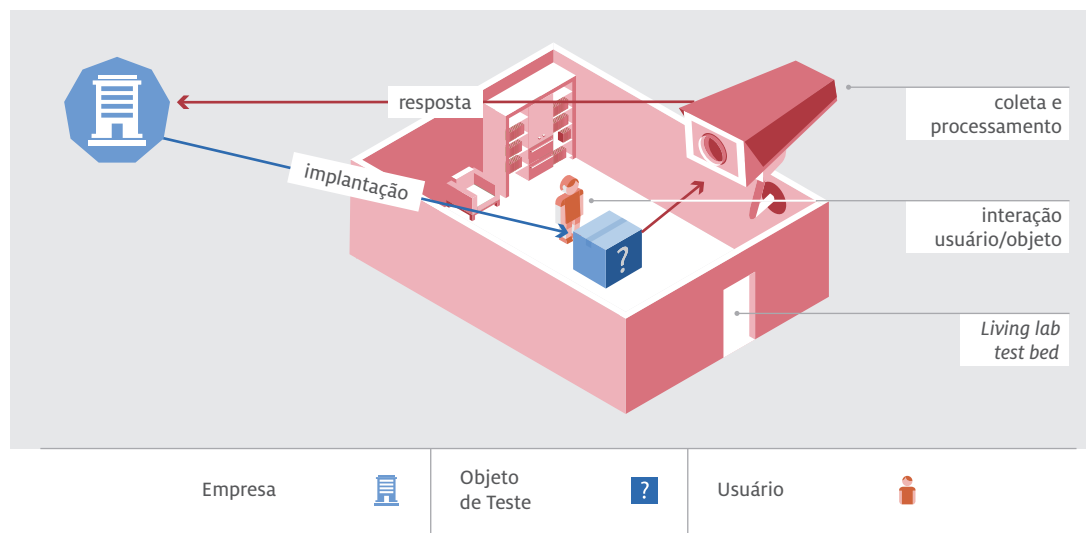 resposta
coleta e
processamento
implantação
interação
usuário/objeto
?
Living lab
test bed
Empresa
Objeto
de Teste
?
Usuário